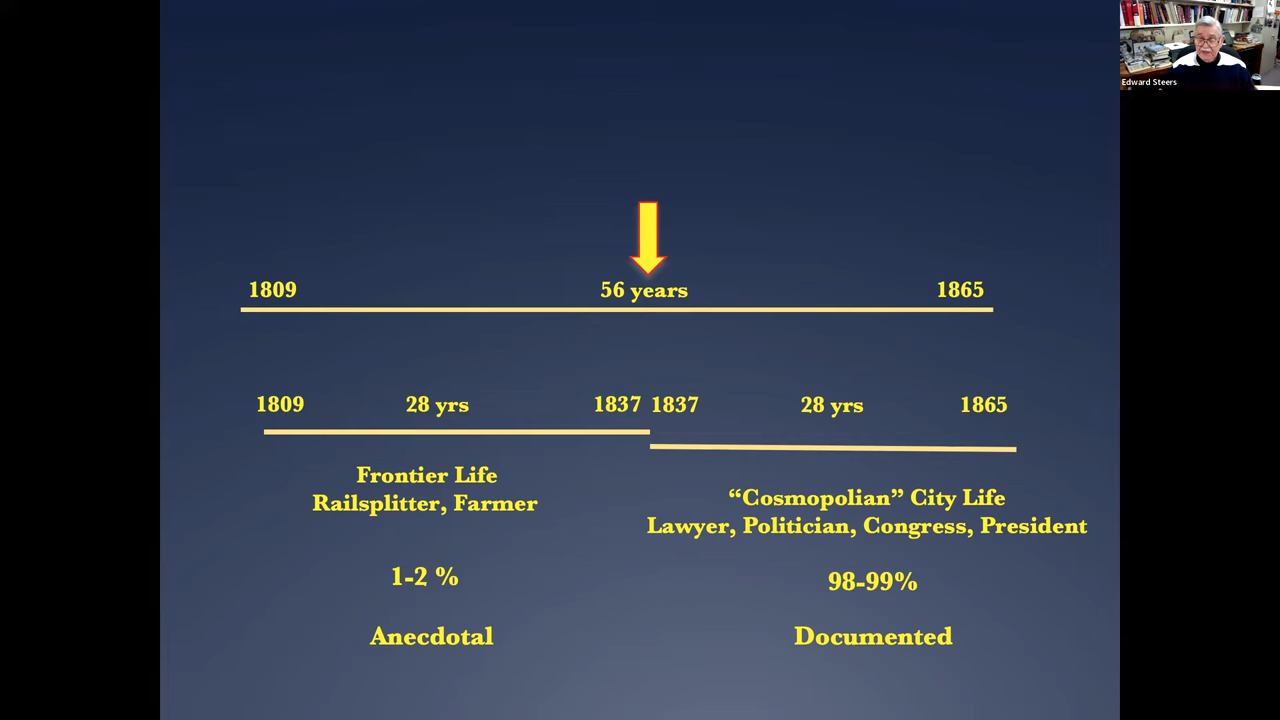 Edward Steers
1809 56 years 1865
1809 28 yrs 1837 1837 28 yrs 1865
Frontier Life
Railsplitter, Farmer
“Cosmopolian” City Life
Lawyer, Politician, Congress, President
1-2 % 98-99%
Anecdotal Documented